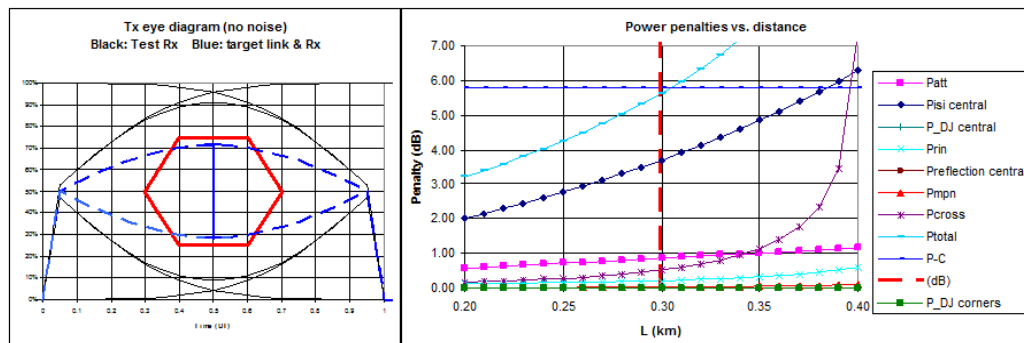 Tx eye diagram (no noise)
Black: Test Rx Blue: target link & Rx
100%
90%
80%
70%
60%
50%
40%
30%
20%
10%
0%
0 0.1 0.2 0.3 0.4 0.5 0.6 0.7 0.8 0.9 1
Time (UI)
Power penalties vs. distance
Penalty (dB)
7.00
6.00
5.00
4.00
3.00
2.00
1.00
0.00
0.20 0.25 0.30 0.35 0.40
L (km)
Patt
Pisi central
P_DJ central
Prin
Preflection centra
Pmpn
Pcross
Ptotal
P-C
(dB)
P_DJ corners